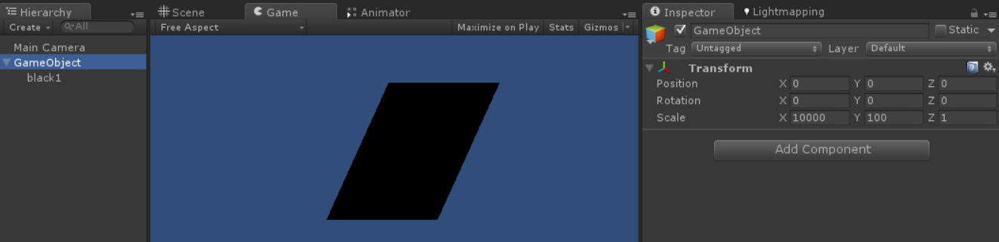 Hierarchy
Create All
Main Camera
GameObject
black1
Scene Game Animator
Free Aspect Maximize on Play Stats Gizmos
Inspector Lightmapping
GameObject Static
Tag Untagged Layer Default
Transform
Position X 0 Y 0 Z 0
Rotation X 0 Y 0 Z 0
Scale X 10000 Y 100 Z 1
Add Component